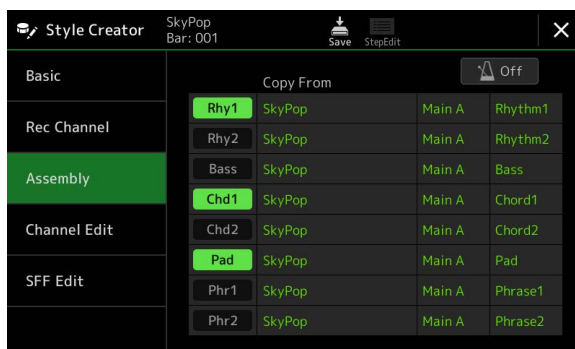 Style Creator
SkyPop
Bar: 001
Save
StepEdit
Basic
Rec Channel
Assembly
Channel Edit
SFF Edit
Off
Copy From
Rhy1 SkyPop Main A Rhythm1
Rhy2 SkyPop Main A Rhythm2
Bass SkyPop Main A Bass
Chd1 SkyPop Main A Chord1
Chd2 SkyPop Main A Chord2
Pad SkyPop Main A Pad
Phr1 SkyPop Main A Phrase1
Phr2 SkyPop Main A Phrase2